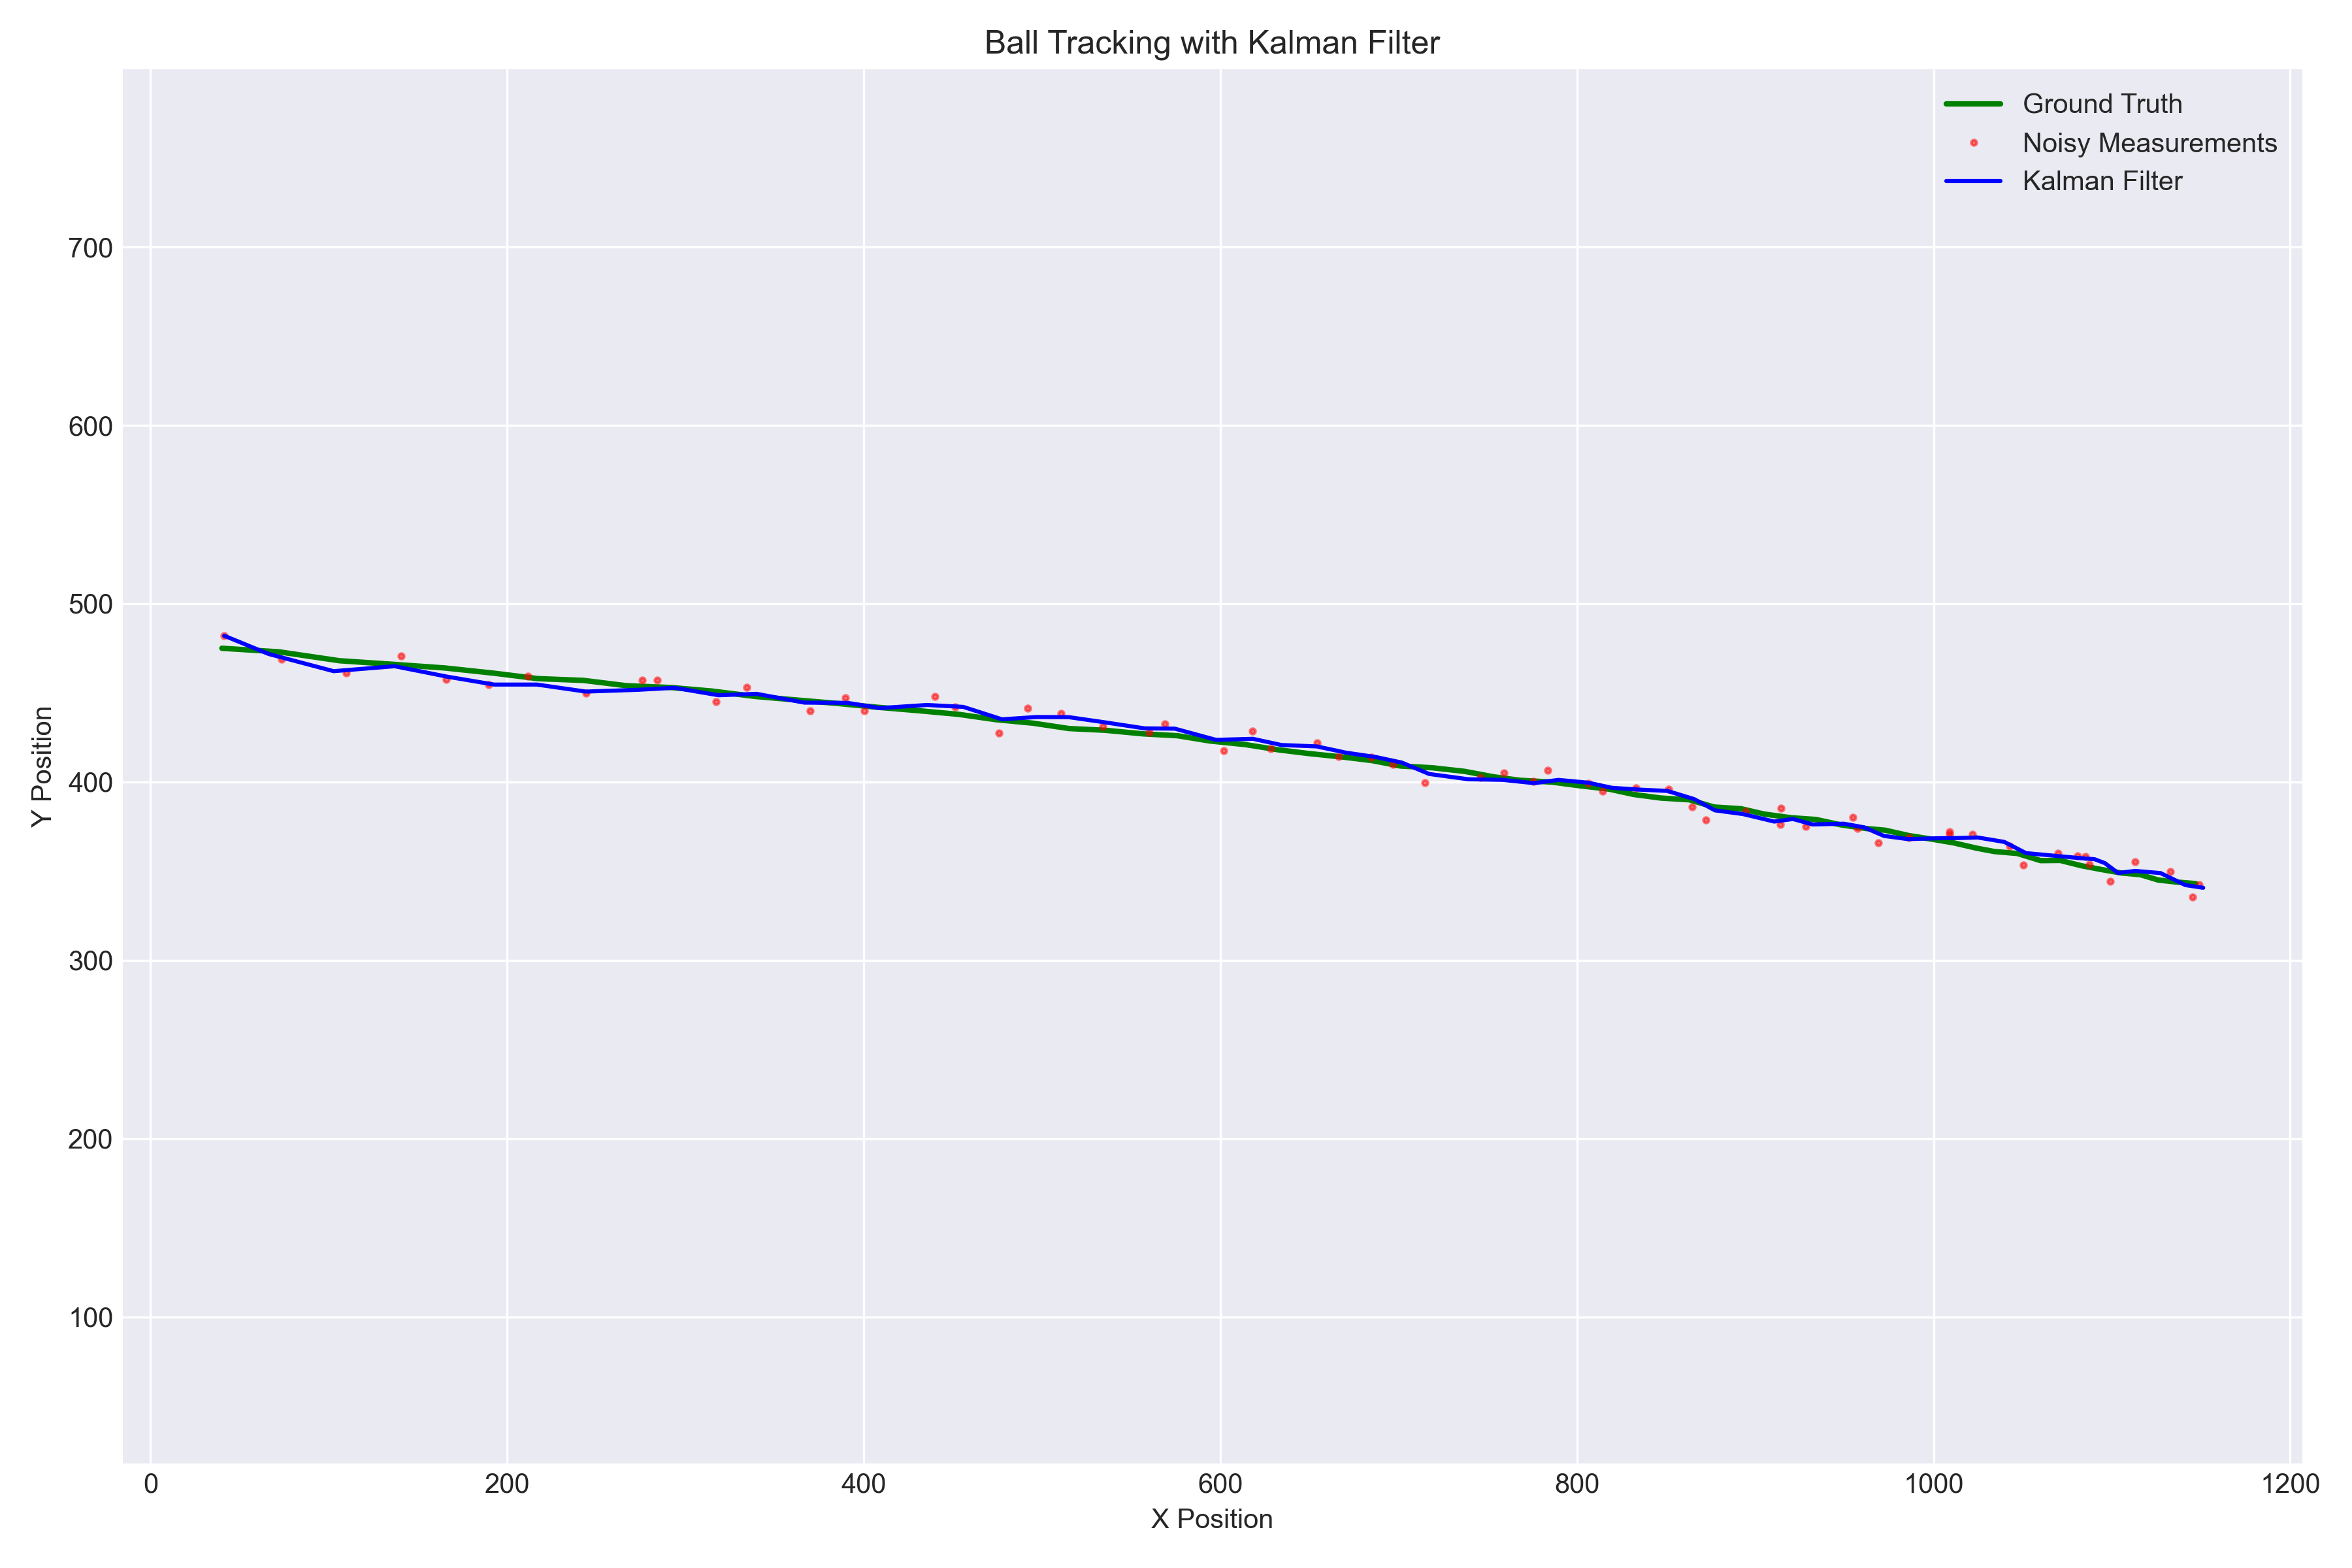 Ball Tracking with Kalman Filter
Ground Truth
Noisy Measurements
Kalman Filter
700
600
500
400
300
200
100
Y Position
0 200 400 600 800 1000 1200
X Position